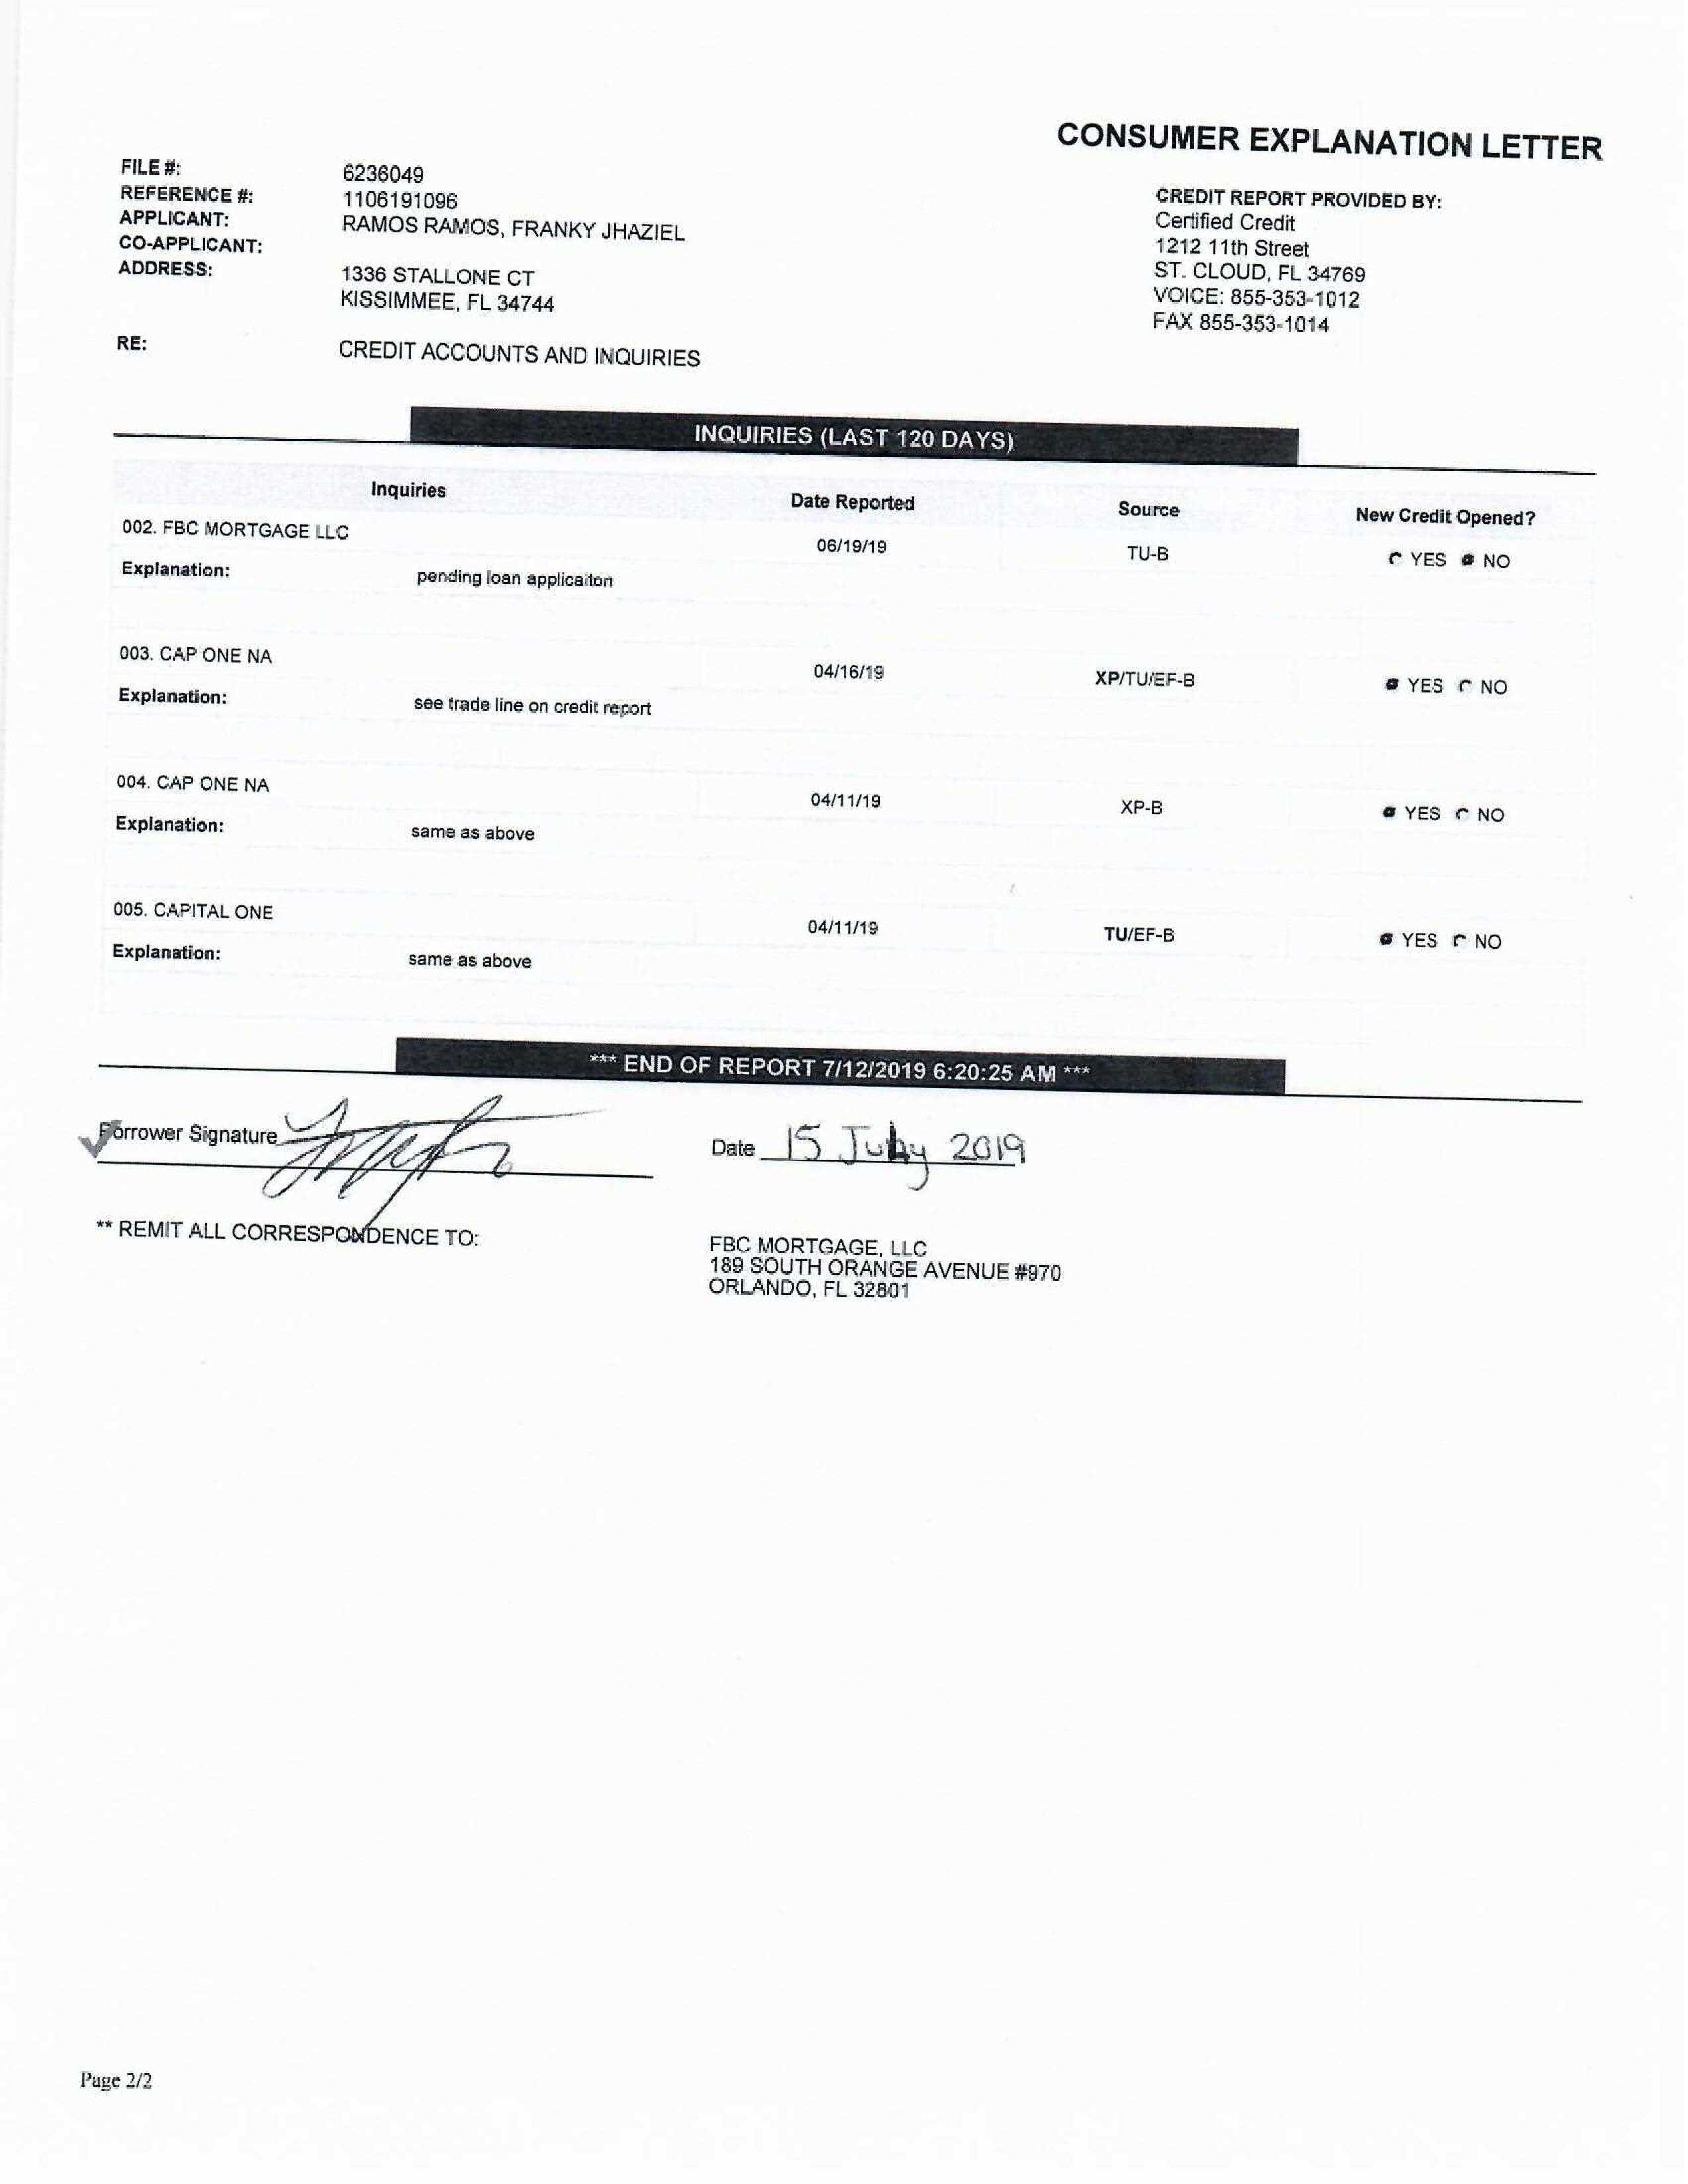 CONSUMER EXPLANATION LETTER
FILE #: 6236049
REFERENCE #: 1106191096
APPLICANT: RAMOS RAMOS, FRANKY JHAZIEL
CO-APPLICANT:
ADDRESS: 1336 STALLONE CT
KISSIMMEE, FL 34744
RE: CREDIT ACCOUNTS AND INQUIRIES
CREDIT REPORT PROVIDED BY:
Certified Credit
1212 11th Street
ST. CLOUD, FL 34769
VOICE: 855-353-1012
FAX 855-353-1014
INQUIRIES (LAST 120 DAYS)
Inquiries Date Reported Source New Credit Opened?
002. FBC MORTGAGE LLC 06/19/19 TU-B YES NO
Explanation: pending loan applicaiton
003. CAP ONE NA 04/16/19 XP/TU/EF-B YES NO
Explanation: see trade line on credit report
004. CAP ONE NA 04/11/19 XP-B YES NO
Explanation: same as above
005. CAPITAL ONE 04/11/19 TU/EF-B YES NO
Explanation: same as above
*** END OF REPORT 7/12/2019 6:20:25 AM ***
Borrower Signature Date 15 July 2019
** REMIT ALL CORRESPONDENCE TO: FBC MORTGAGE, LLC
189 SOUTH ORANGE AVENUE #970
ORLANDO, FL 32801
Page 2/2